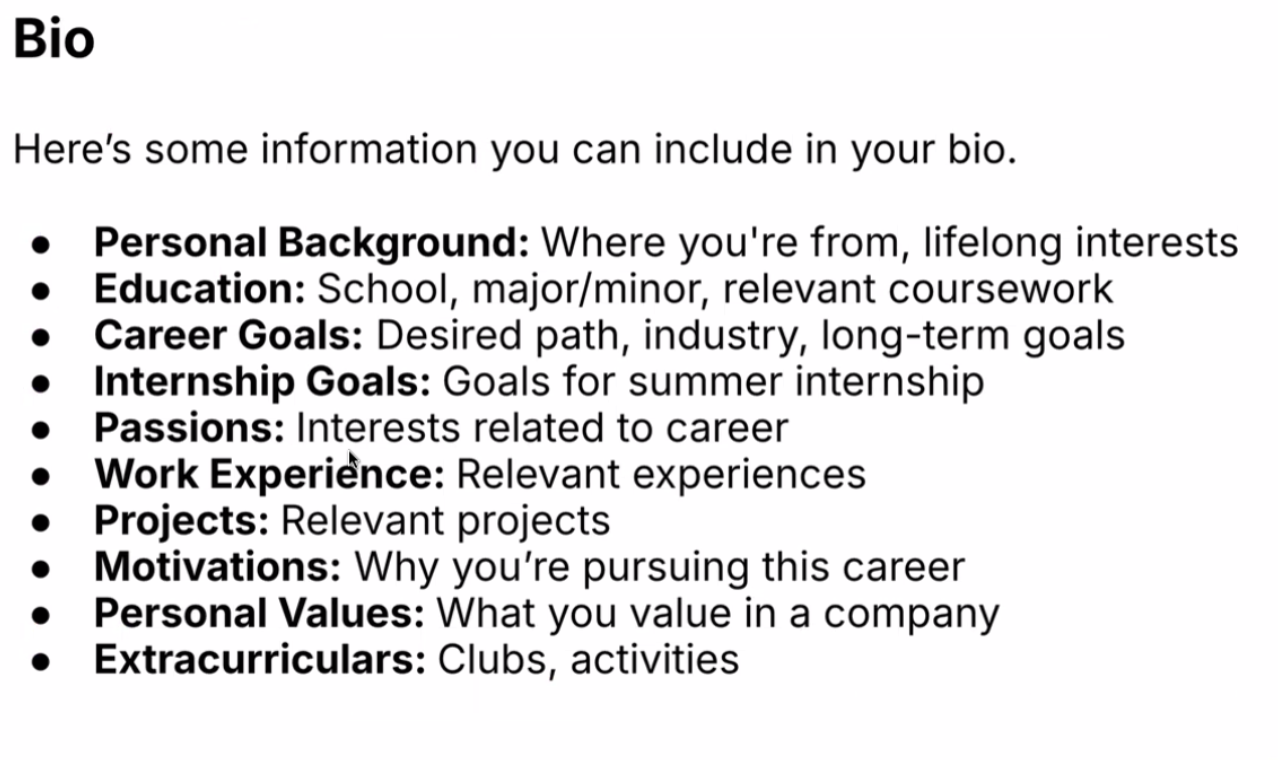 Bio
Here’s some information you can include in your bio.
● Personal Background: Where you're from, lifelong interests
● Education: School, major/minor, relevant coursework
● Career Goals: Desired path, industry, long-term goals
● Internship Goals: Goals for summer internship
● Passions: Interests related to career
● Work Experience: Relevant experiences
● Projects: Relevant projects
● Motivations: Why you’re pursuing this career
● Personal Values: What you value in a company
● Extracurriculars: Clubs, activities